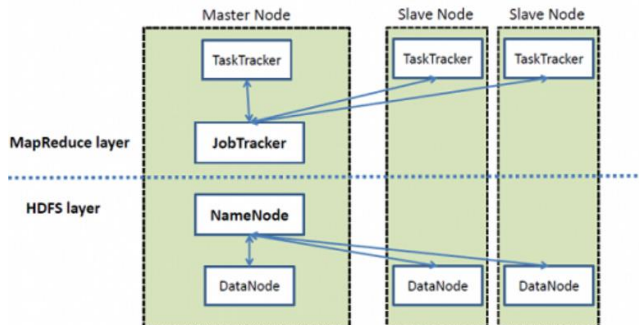 Master Node
Slave Node
Slave Node
TaskTracker
TaskTracker
TaskTracker
MapReduce layer
JobTracker
HDFS layer
NameNode
DataNode
DataNode
DataNode